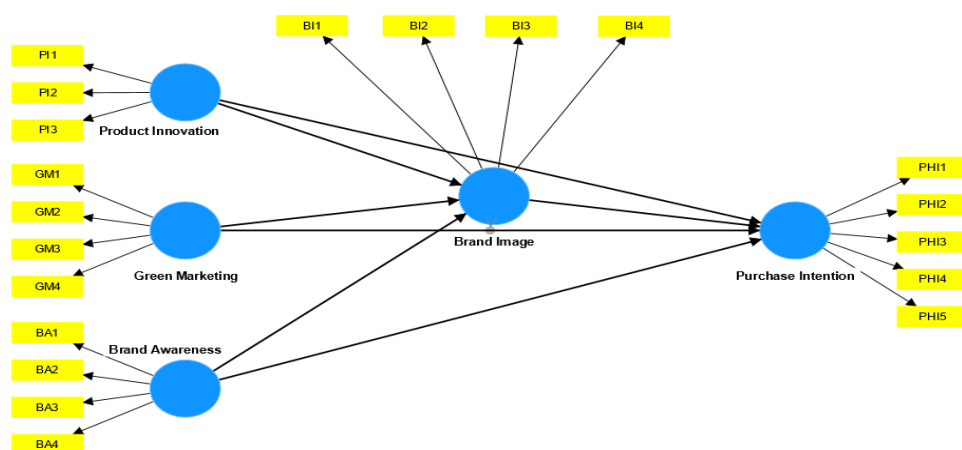 BI1
BI2
BI3
BI4
PI1
PI2
PI3
Product Innovation
GM1
GM2
GM3
GM4
Green Marketing
Brand Image
PHI1
PHI2
PHI3
PHI4
PHI5
Purchase Intention
BA1
BA2
BA3
BA4
Brand Awareness